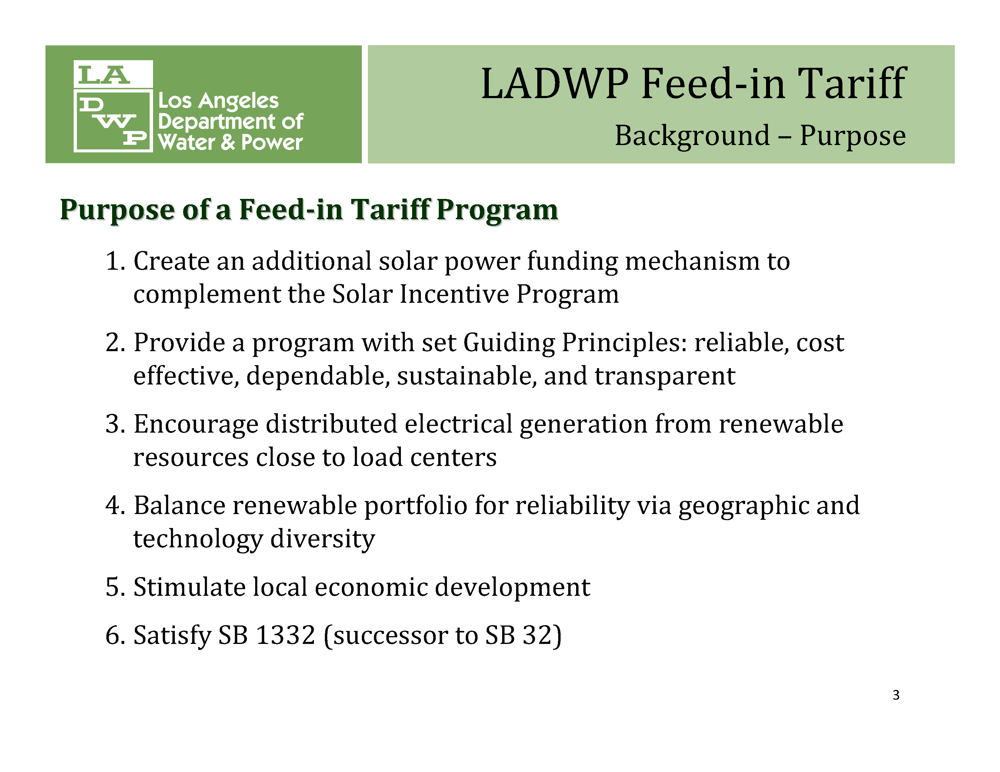 LA
DWP
Los Angeles
Department of
Water & Power
LADWP Feed-in Tariff
Background – Purpose
Purpose of a Feed-in Tariff Program
1. Create an additional solar power funding mechanism to
complement the Solar Incentive Program
2. Provide a program with set Guiding Principles: reliable, cost
effective, dependable, sustainable, and transparent
3. Encourage distributed electrical generation from renewable
resources close to load centers
4. Balance renewable portfolio for reliability via geographic and
technology diversity
5. Stimulate local economic development
6. Satisfy SB 1332 (successor to SB 32)
3